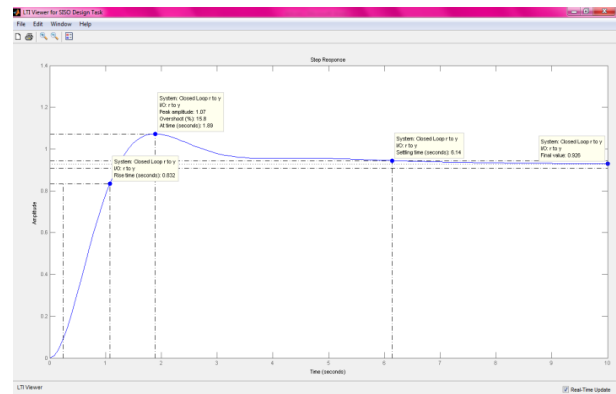 LTI Viewer for SISO Design Task
File Edit Window Help
Step Response
1.4
1.2
1
0.8
0.6
0.4
0.2
0
Amplitude
System: Closed Loop r to y
I/O: r to y
Peak amplitude: 1.07
Overshoot (%): 15.8
At time (seconds): 1.89
System: Closed Loop r to y
I/O: r to y
Rise time (seconds): 0.832
System: Closed Loop r to y
I/O: r to y
Settling time (seconds): 6.14
System: Closed Loop r to y
I/O: r to y
Final value: 0.926
0 1 2 3 4 5 6 7 8 9 10
Time (seconds)
LTI Viewer
Real-Time Update